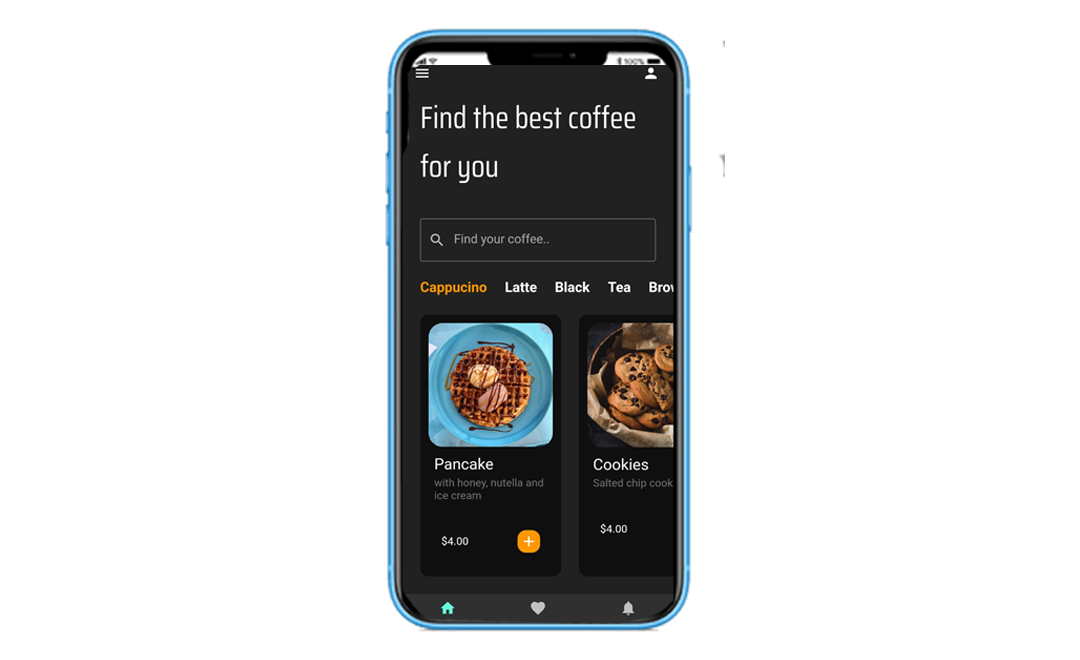 100%
Find the best coffee
for you
Find your coffee..
Cappucino Latte Black Tea
Pancake
with honey, nutella and
ice cream
$4.00
Cookies
Salted chip cook
$4.00